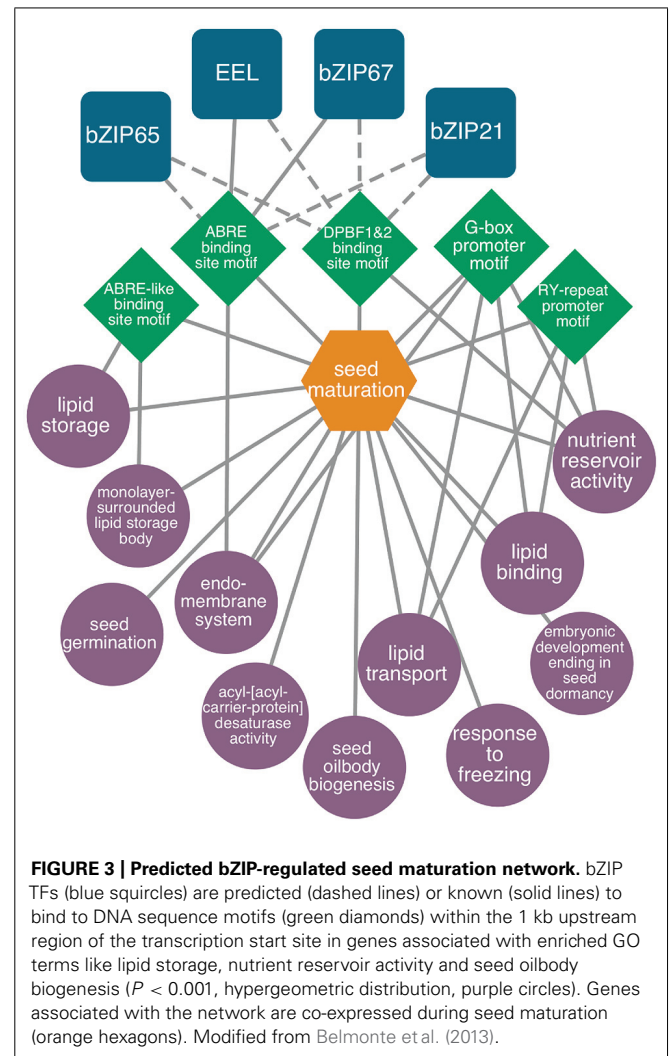 EEL
bZIP67
bZIP65
bZIP21
ABRE
binding
site motif
DPBF1&2
binding
site motif
G-box
promoter
motif
ABRE-like
binding
site motif
RY-repeat
promoter
motif
seed
maturation
lipid
storage
nutrient
reservoir
activity
monolayer-
surrounded
lipid storage
body
lipid
binding
endo-
membrane
system
seed
germination
embryonic
development
ending in
seed
dormancy
lipid
transport
acyl-[acyl-
carrier-protein]
desaturase
activity
seed
oilbody
biogenesis
response
to
freezing
FIGURE 3 | Predicted bZIP-regulated seed maturation network. bZIP
TFs (blue squircles) are predicted (dashed lines) or known (solid lines) to
bind to DNA sequence motifs (green diamonds) within the 1 kb upstream
region of the transcription start site in genes associated with enriched GO
terms like lipid storage, nutrient reservoir activity and seed oilbody
biogenesis (P < 0.001, hypergeometric distribution, purple circles). Genes
associated with the network are co-expressed during seed maturation
(orange hexagons). Modified from Belmonte et al. (2013).